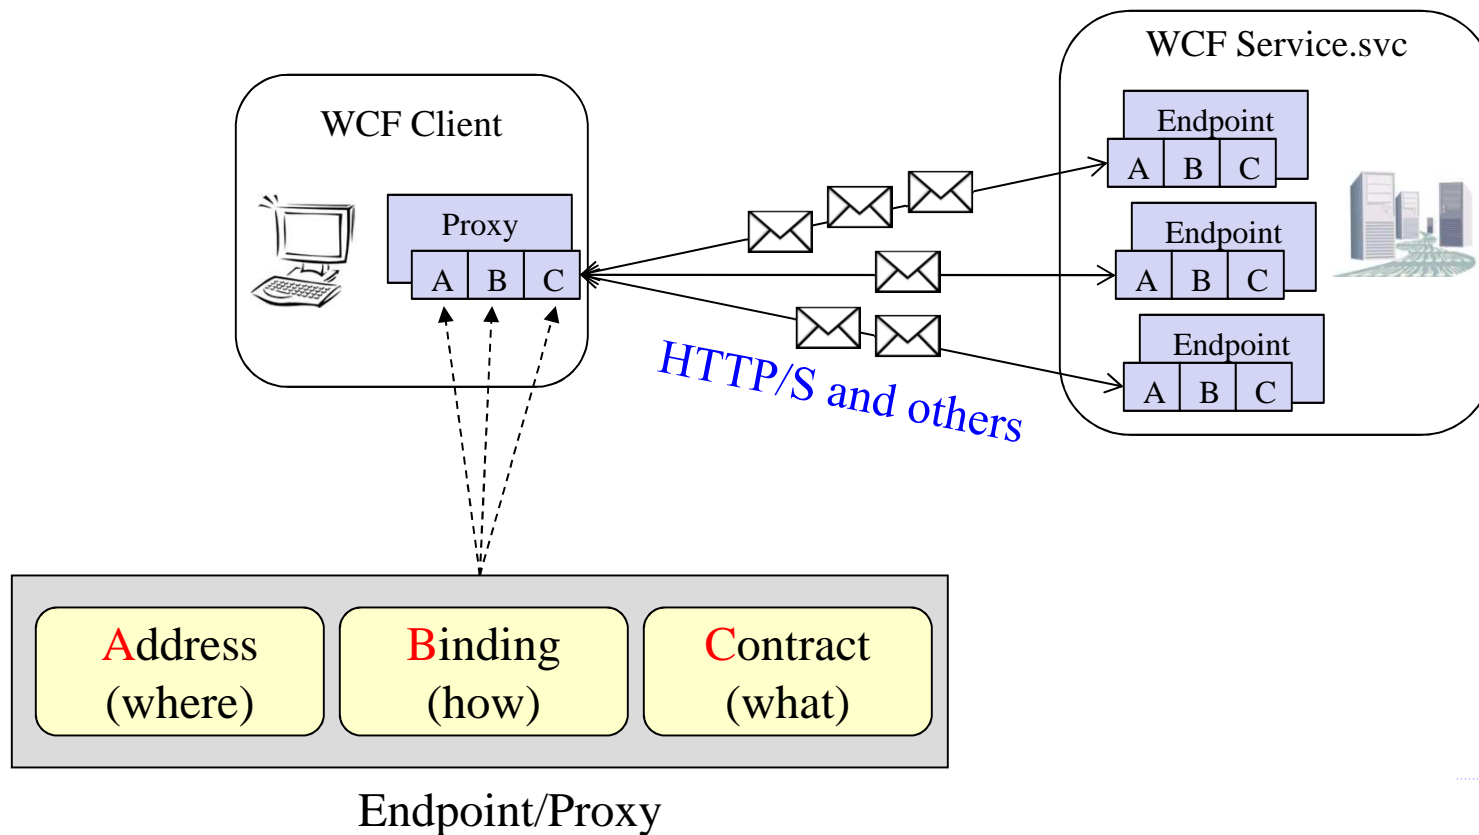 WCF Service.svc
WCF Client
Endpoint
A B C
Proxy
A B C
Endpoint
A B C
Endpoint
A B C
HTTP/S and others
Address
(where)
Binding
(how)
Contract
(what)
Endpoint/Proxy